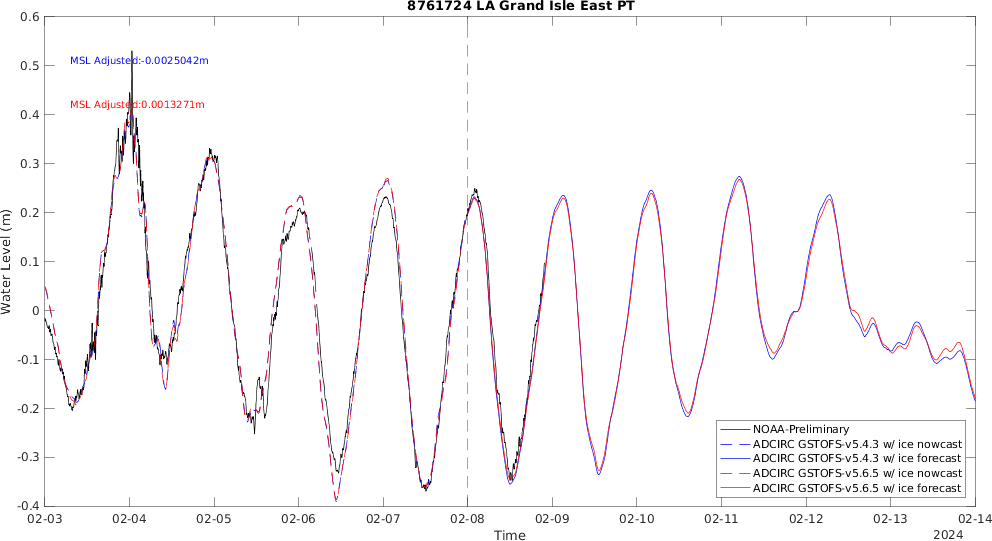 8761724 LA Grand Isle East PT
0.6
0.5
0.4
0.3
0.2
0.1
0
-0.1
-0.2
-0.3
-0.4
Water Level (m)
MSL Adjusted:-0.0025042m
MSL Adjusted:0.0013271m
NOAA-Preliminary
ADCIRC GSTOFS-v5.4.3 w/ ice nowcast
ADCIRC GSTOFS-v5.4.3 w/ ice forecast
ADCIRC GSTOFS-v5.6.5 w/ ice nowcast
ADCIRC GSTOFS-v5.6.5 w/ ice forecast
02-03 02-04 02-05 02-06 02-07 02-08 02-09 02-10 02-11 02-12 02-13 02-14
Time
2024